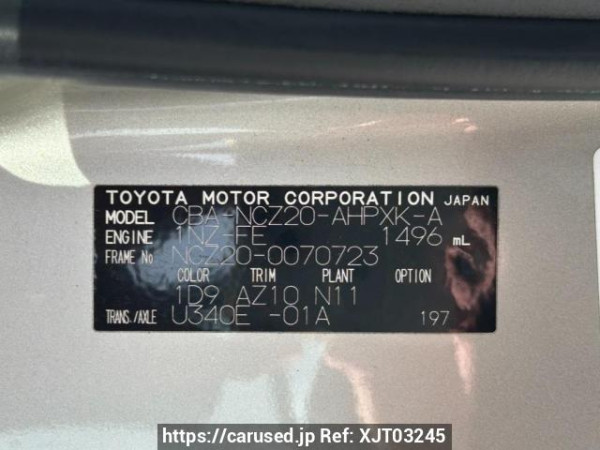 TOYOTA MOTOR CORPORATION JAPAN
MODEL CBA-NCZ20-AHPXK-A
ENGINE 1NZ-FE 1496 mL
FRAME No NCZ20-0070723
COLOR TRIM PLANT OPTION
1D9 AZ10 N11
TRANS./AXLE U340E -01A 197
https://carused.jp Ref: XJT03245